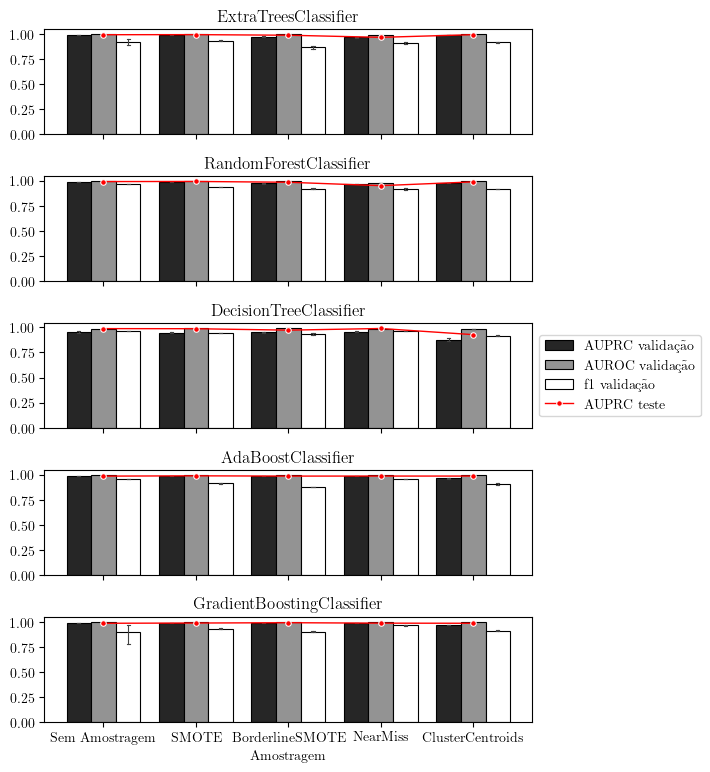 ExtraTreesClassifier
1.00
0.75
0.50
0.25
0.00
RandomForestClassifier
1.00
0.75
0.50
0.25
0.00
DecisionTreeClassifier
1.00
0.75
0.50
0.25
0.00
AUPRC validação
AUROC validação
f1 validação
AUPRC teste
AdaBoostClassifier
1.00
0.75
0.50
0.25
0.00
GradientBoostingClassifier
1.00
0.75
0.50
0.25
0.00
Sem Amostragem SMOTE BorderlineSMOTE NearMiss ClusterCentroids
Amostragem